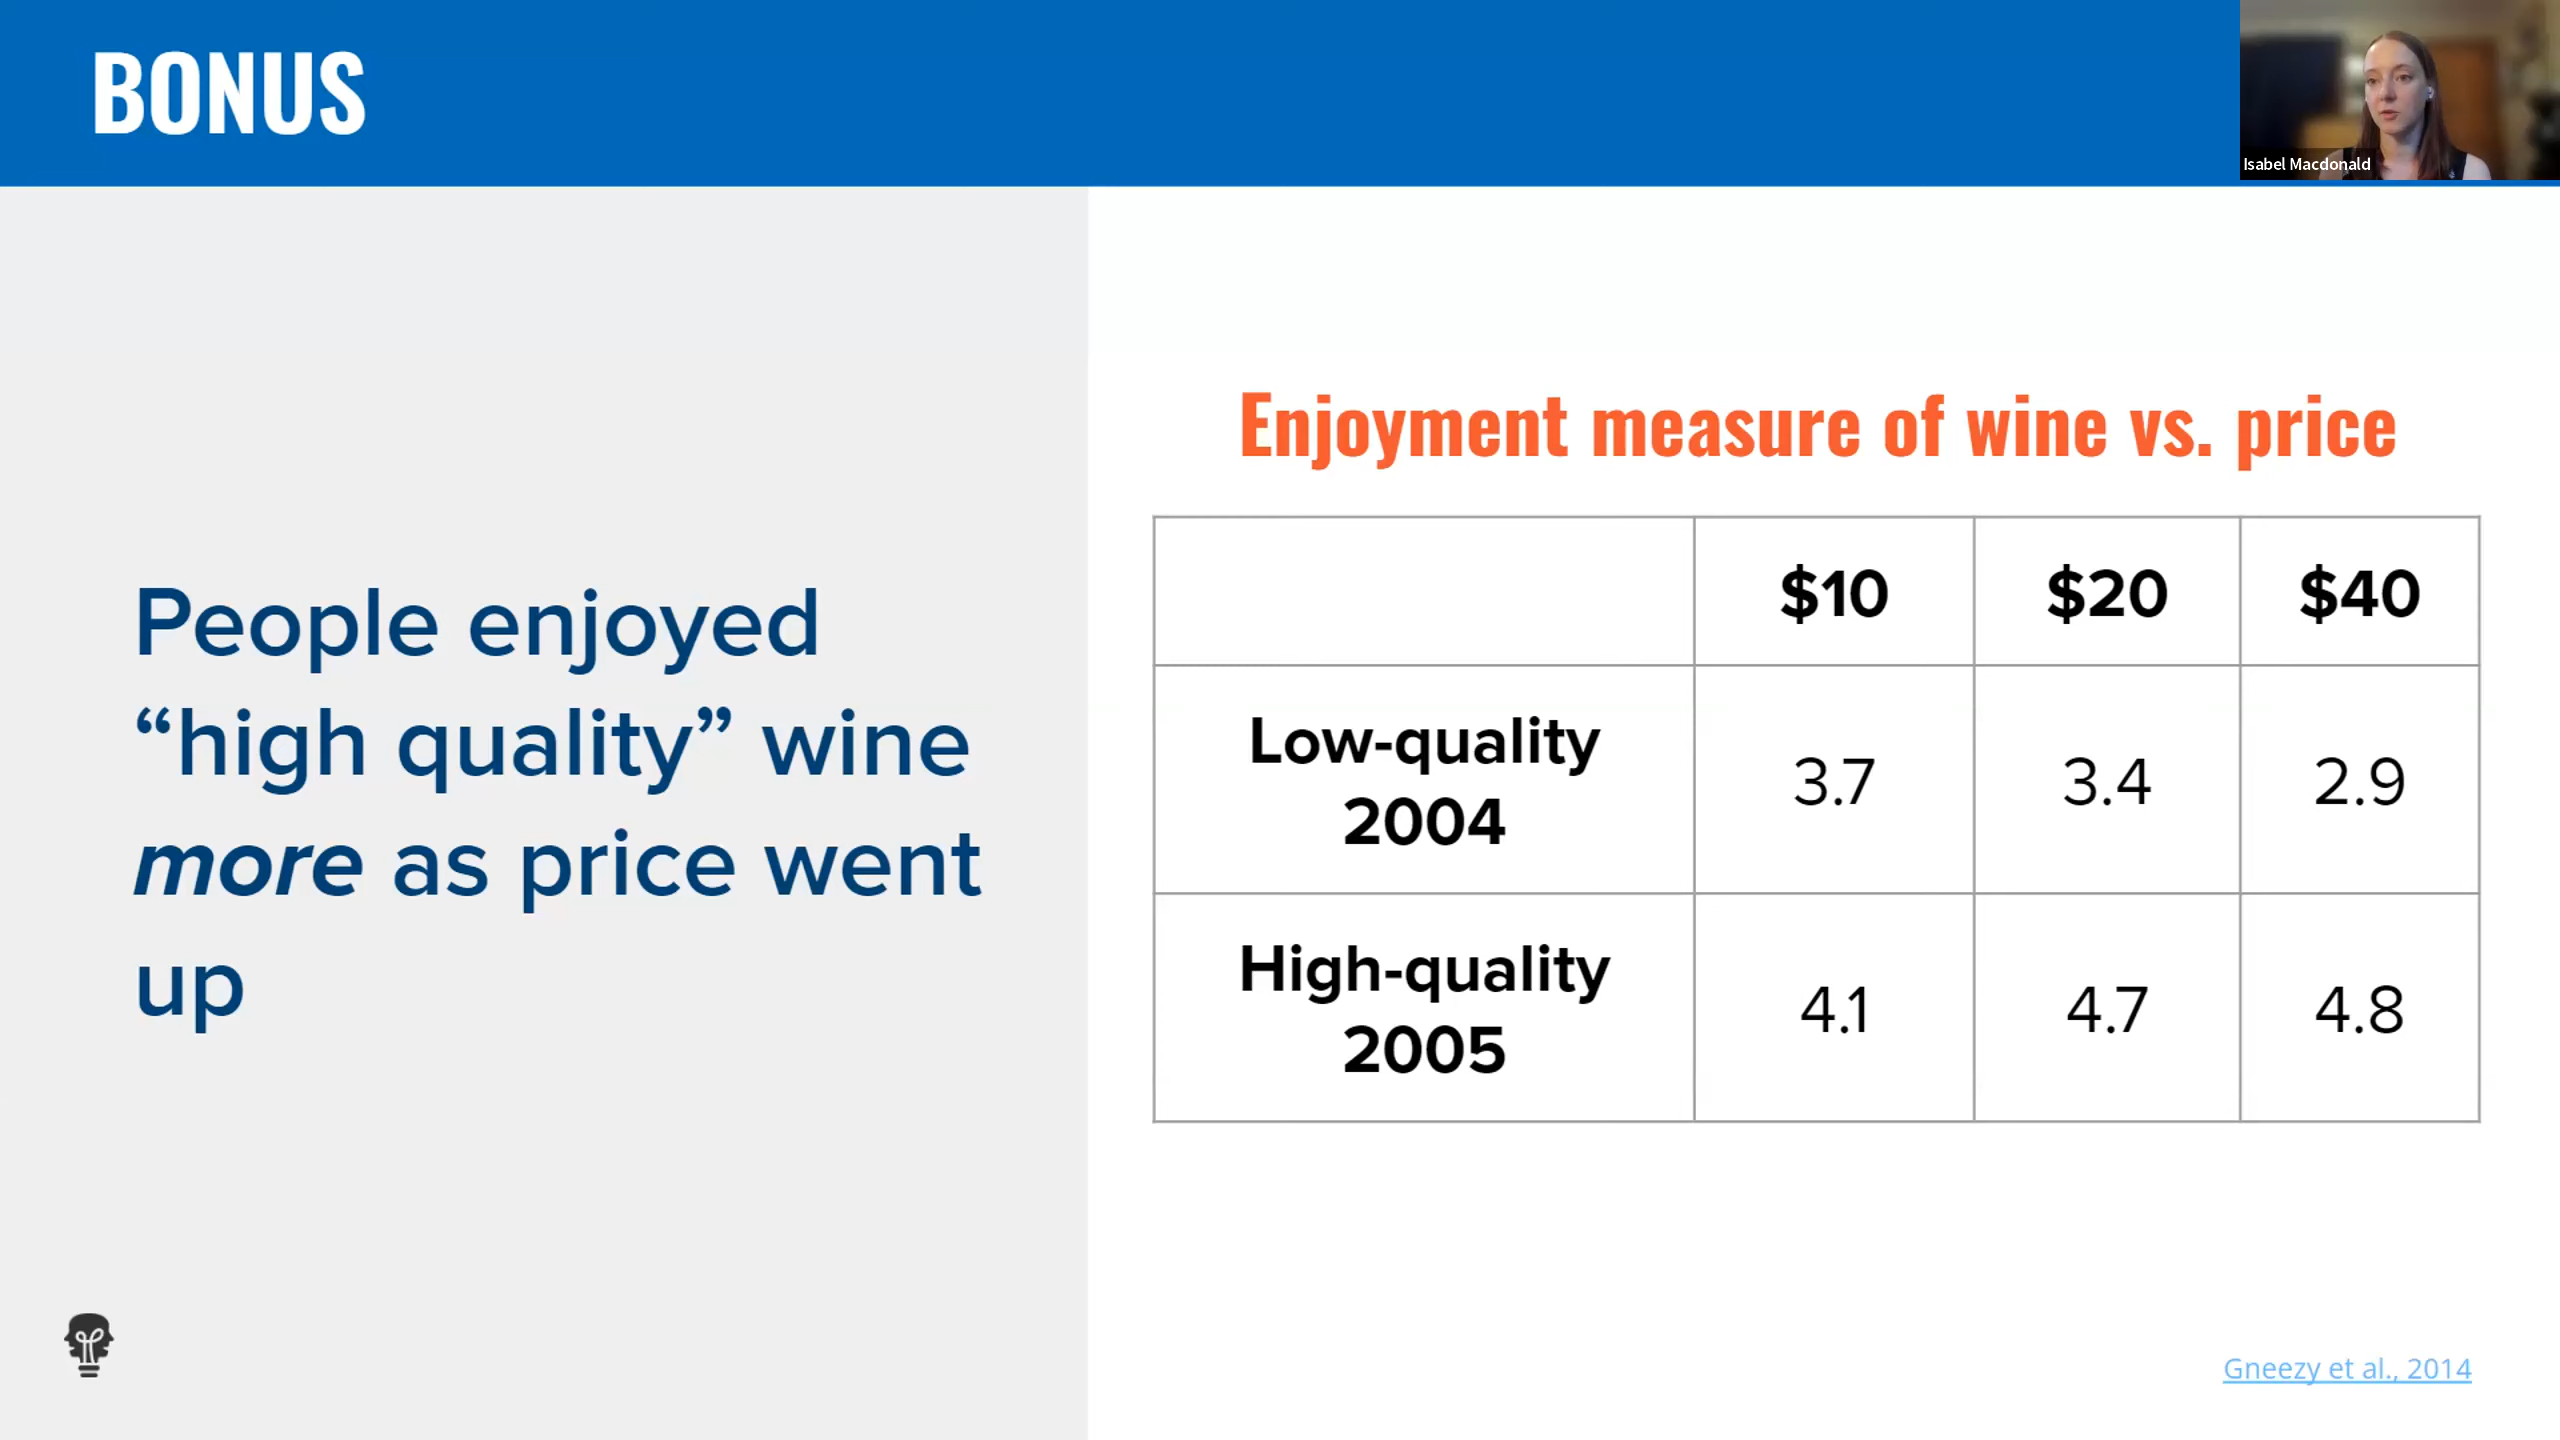 BONUS
Isabel Macdonald
People enjoyed
“high quality” wine
more as price went
up
Enjoyment measure of wine vs. price
$10 $20 $40
Low-quality
2004
3.7 3.4 2.9
High-quality
2005
4.1 4.7 4.8
Gneezy et al., 2014